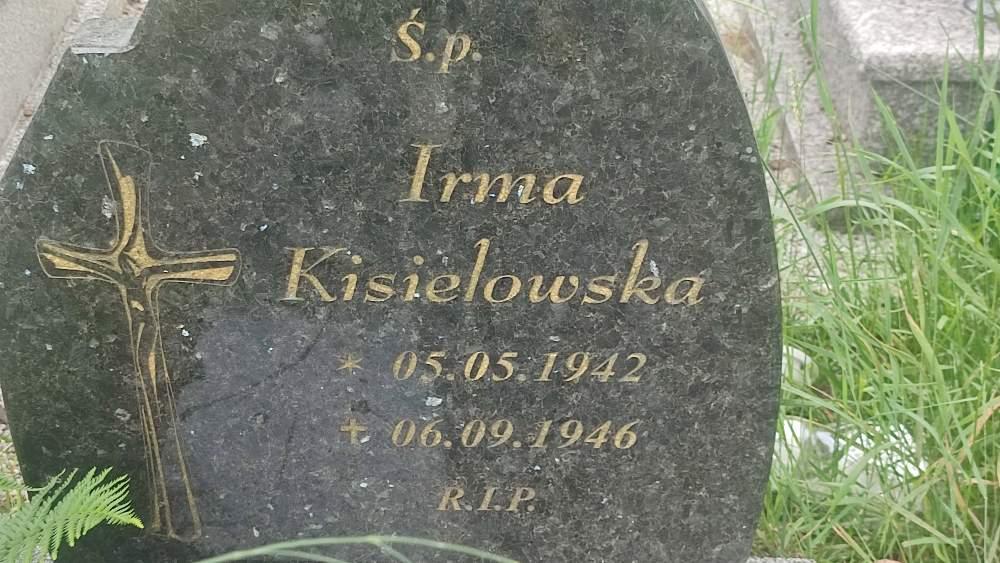 Ś.p.
Irma
Kisielowska
* 05.05.1942
+ 06.09.1946
R.I.P.